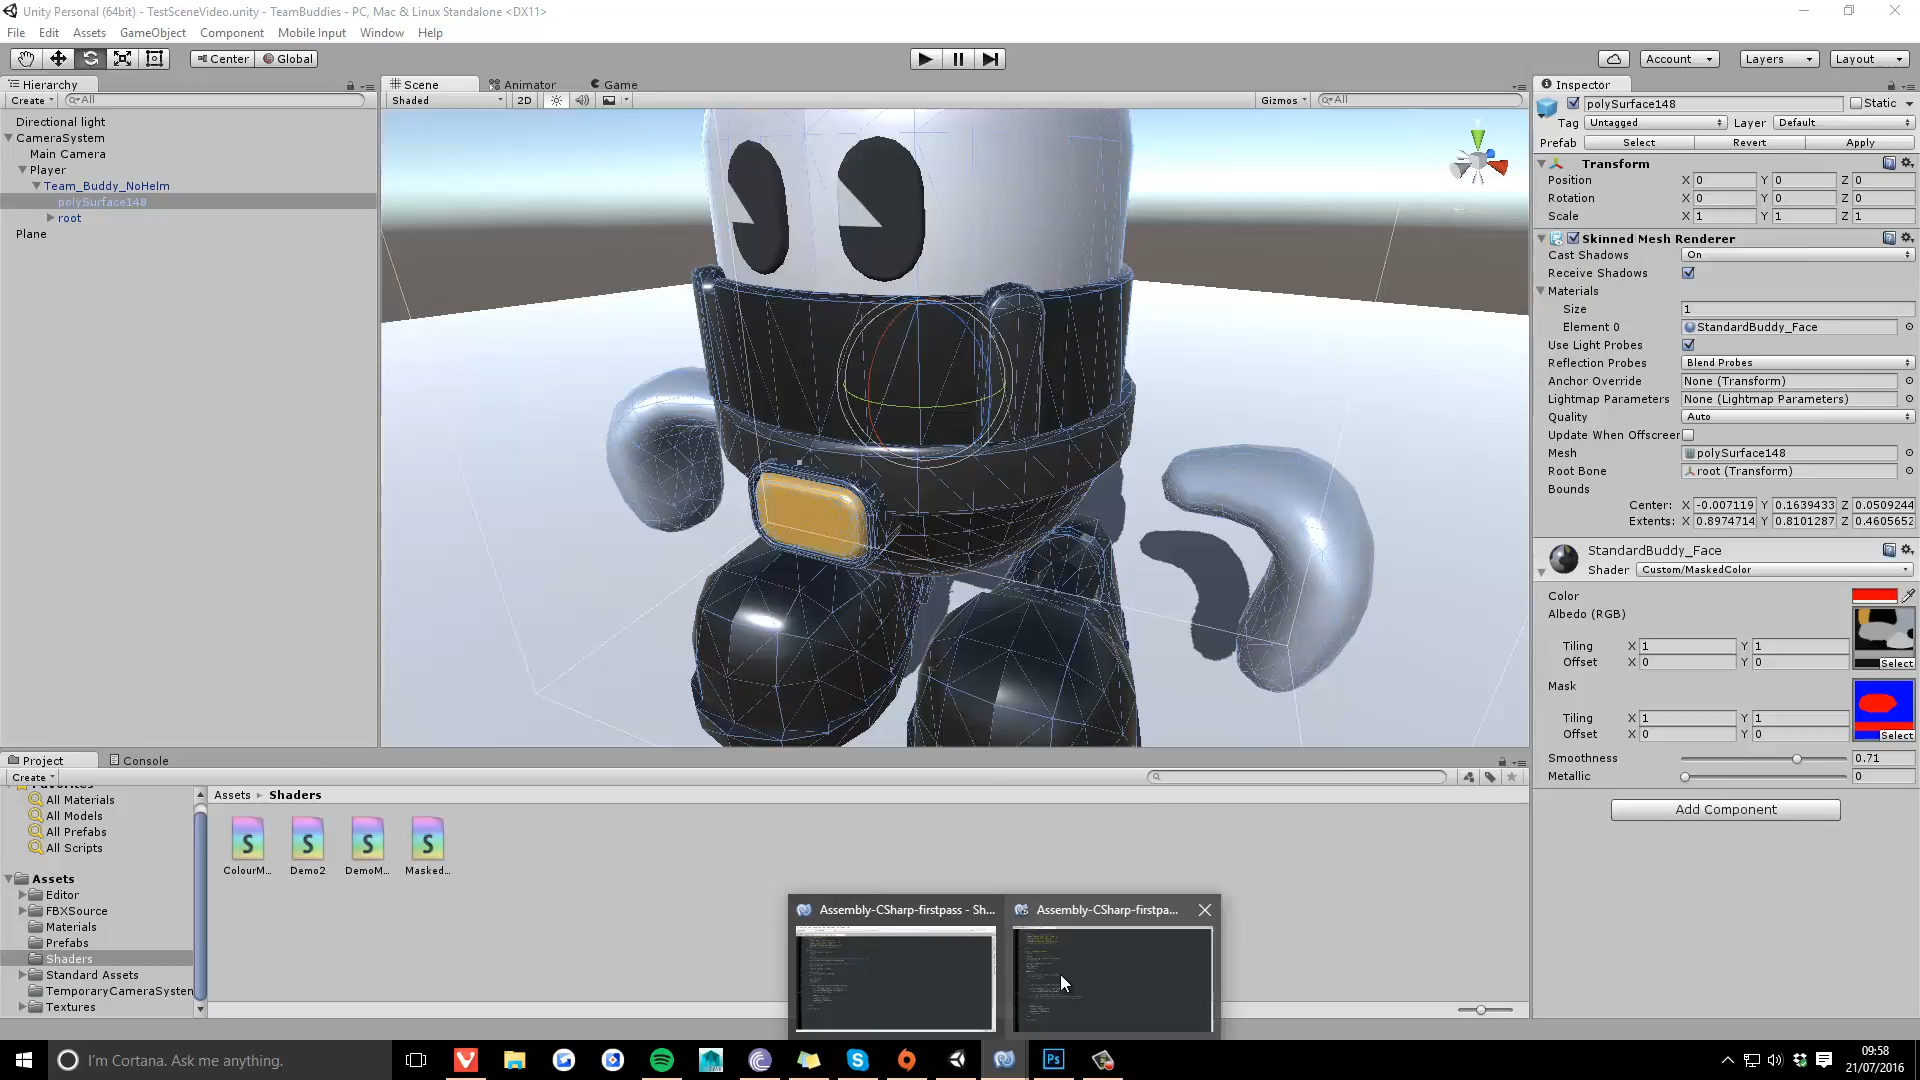 Unity Personal (64bit) - TestSceneVideo.unity - TeamBuddies - PC, Mac & Linux Standalone <DX11>
File Edit Assets GameObject Component Mobile Input Window Help
Center Global Account Layers Layout
Hierarchy Scene Animator Game Inspector
Create All Shaded 2D Gizmos All polySurface148 Static
Directional light
CameraSystem
Main Camera
Player
Team_Buddy_NoHelm
polySurface148
root
Plane
y
Tag Untagged Layer Default
Prefab Select Revert Apply
Transform
Position X 0 Y 0 Z 0
Rotation X 0 Y 0 Z 0
Scale X 1 Y 1 Z 1
Skinned Mesh Renderer
Cast Shadows On
Receive Shadows
Materials
Size 1
Element 0 StandardBuddy_Face
Use Light Probes
Reflection Probes Blend Probes
Anchor Override None (Transform)
Lightmap Parameters None (Lightmap Parameters)
Quality Auto
Update When Offscreer
Mesh polySurface148
Root Bone root (Transform)
Bounds
Center: X -0.007119 Y 0.1639433 Z 0.0509244
Extents: X 0.8974714 Y 0.8101287 Z 0.4605652
StandardBuddy_Face
Shader Custom/MaskedColor
Color
Albedo (RGB)
Tiling X 1 Y 1
Offset X 0 Y 0 Select
Mask
Tiling X 1 Y 1
Offset X 0 Y 0 Select
Smoothness 0.71
Metallic 0
Add Component
Project Console
Create
Favorites
All Materials
All Models
All Prefabs
All Scripts
Assets
Editor
FBXSource
Materials
Prefabs
Shaders
Standard Assets
TemporaryCameraSysten
Textures
Assets Shaders
S S S S
ColourM... Demo2 DemoM... Masked...
Assembly-CSharp-firstpass - Sh... Assembly-CSharp-firstpa...
I'm Cortana. Ask me anything.
Ps
09:58
21/07/2016